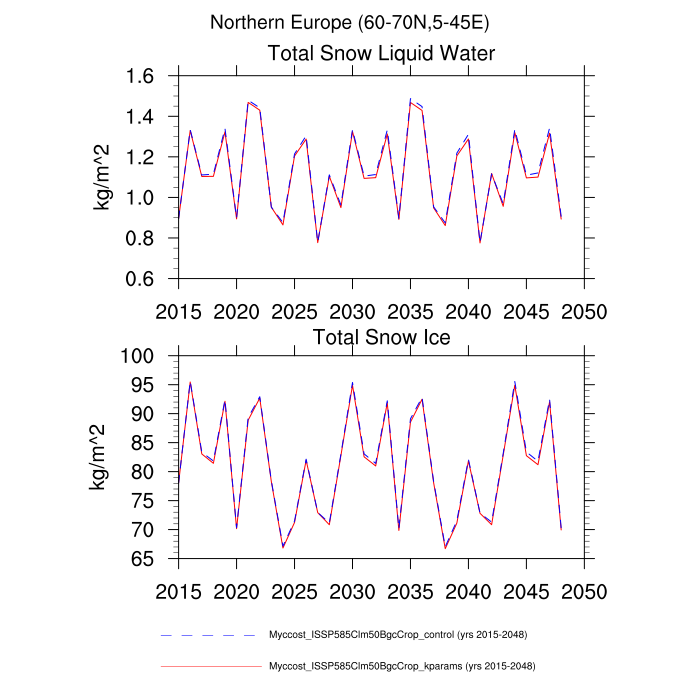 Northern Europe (60-70N,5-45E)
Total Snow Liquid Water
1.6
1.4
1.2
1.0
0.8
0.6
kg/m^2
2015 2020 2025 2030 2035 2040 2045 2050
Total Snow Ice
100
95
90
85
80
75
70
65
kg/m^2
2015 2020 2025 2030 2035 2040 2045 2050
Myccost_ISSP585Clm50BgcCrop_control (yrs 2015-2048)
Myccost_ISSP585Clm50BgcCrop_kparams (yrs 2015-2048)